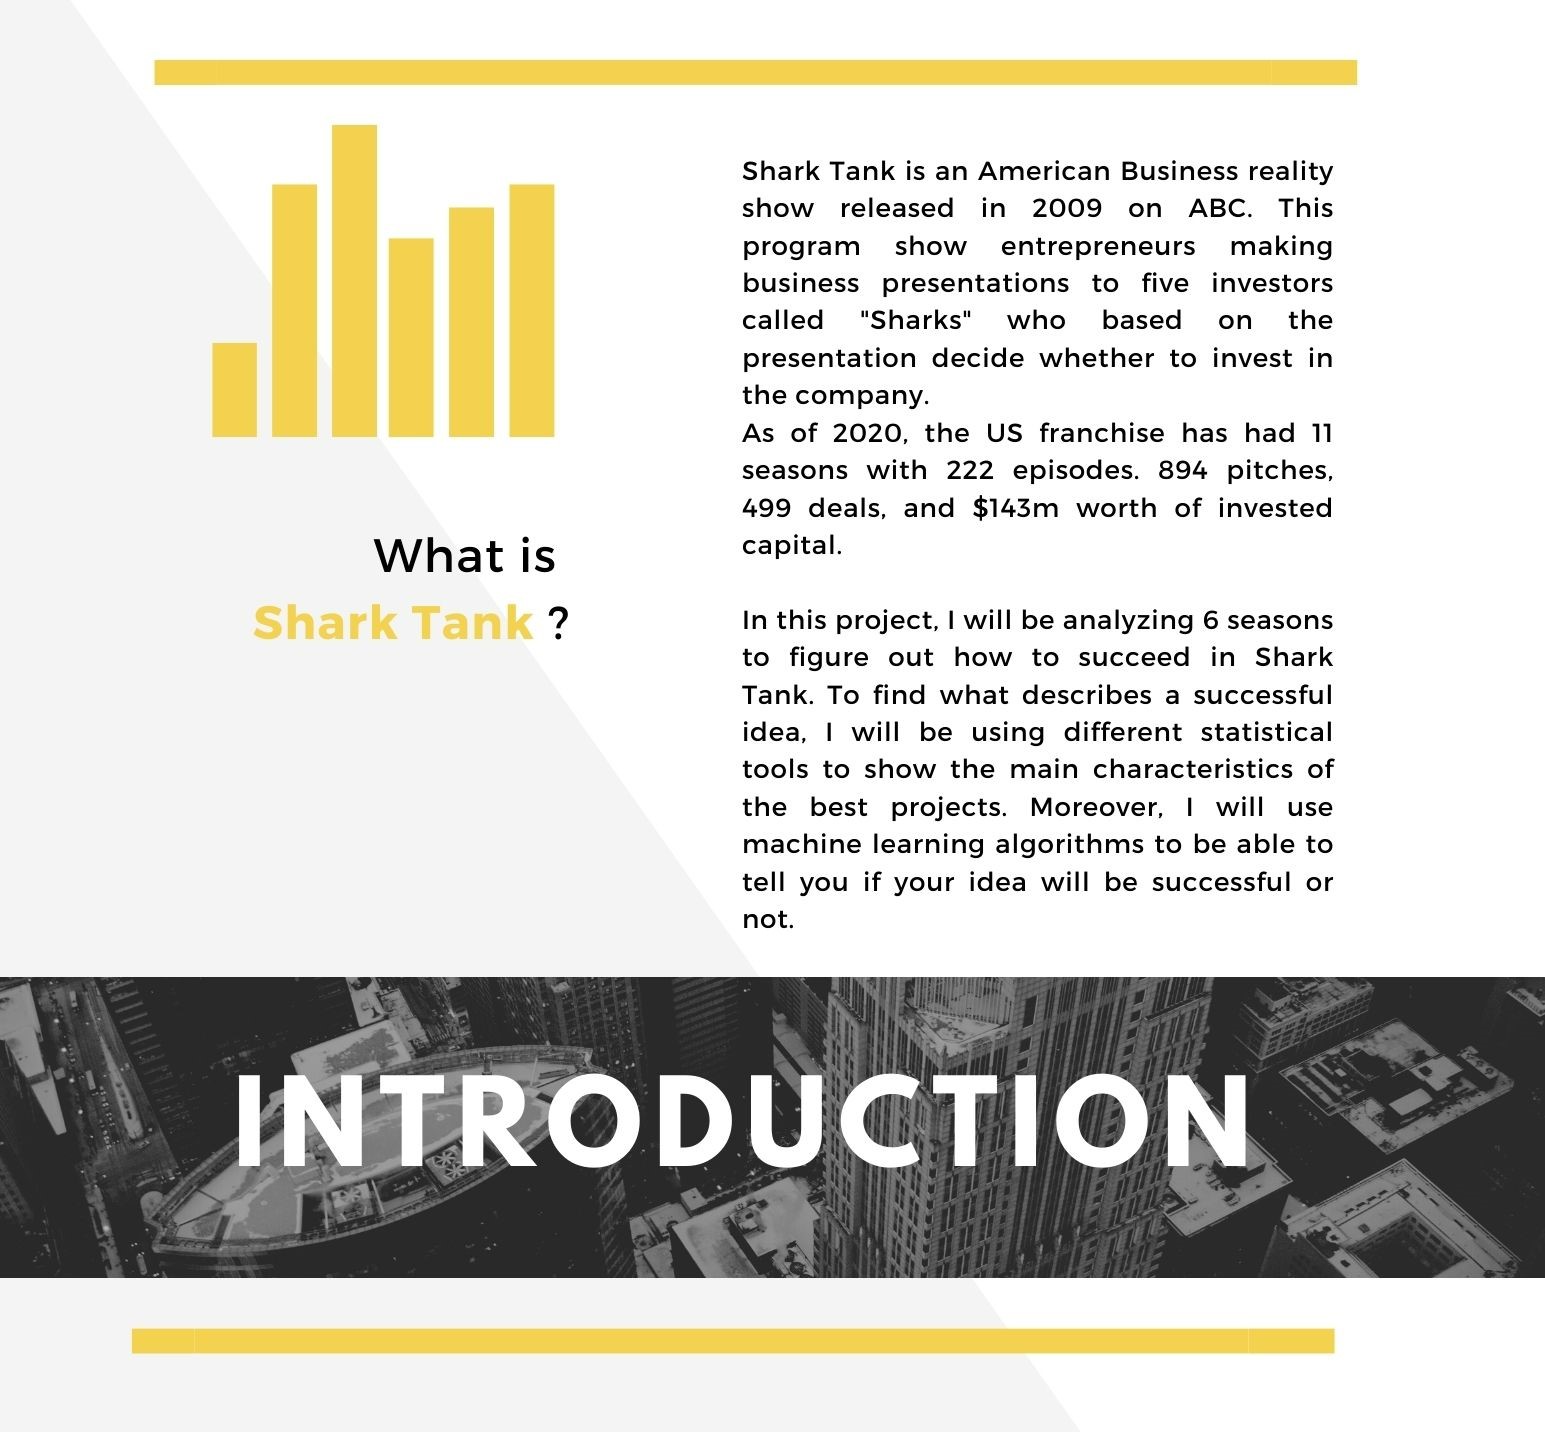 What is
Shark Tank ?
Shark Tank is an American Business reality
show released in 2009 on ABC. This
program show entrepreneurs making
business presentations to five investors
called "Sharks" who based on the
presentation decide whether to invest in
the company.
As of 2020, the US franchise has had 11
seasons with 222 episodes. 894 pitches,
499 deals, and $143m worth of invested
capital.
In this project, I will be analyzing 6 seasons
to figure out how to succeed in Shark
Tank. To find what describes a successful
idea, I will be using different statistical
tools to show the main characteristics of
the best projects. Moreover, I will use
machine learning algorithms to be able to
tell you if your idea will be successful or
not.
INTRODUCTION